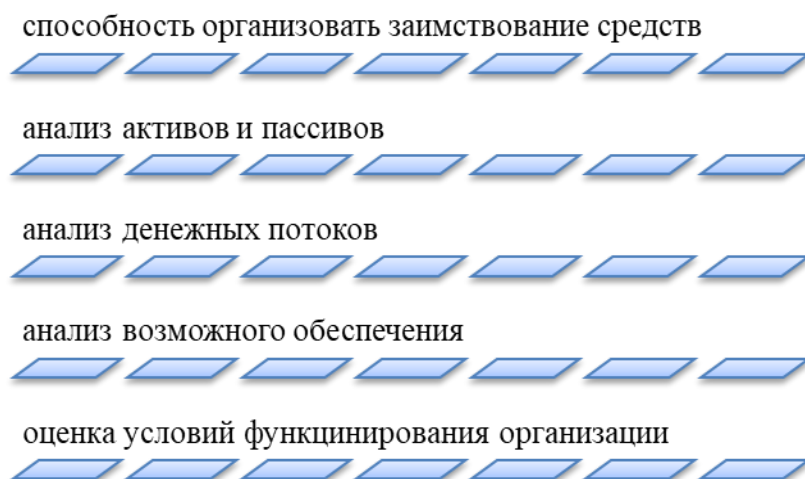 способность организовать заимствование средств
анализ активов и пассивов
анализ денежных потоков
анализ возможного обеспечения
оценка условий функцинирования организации